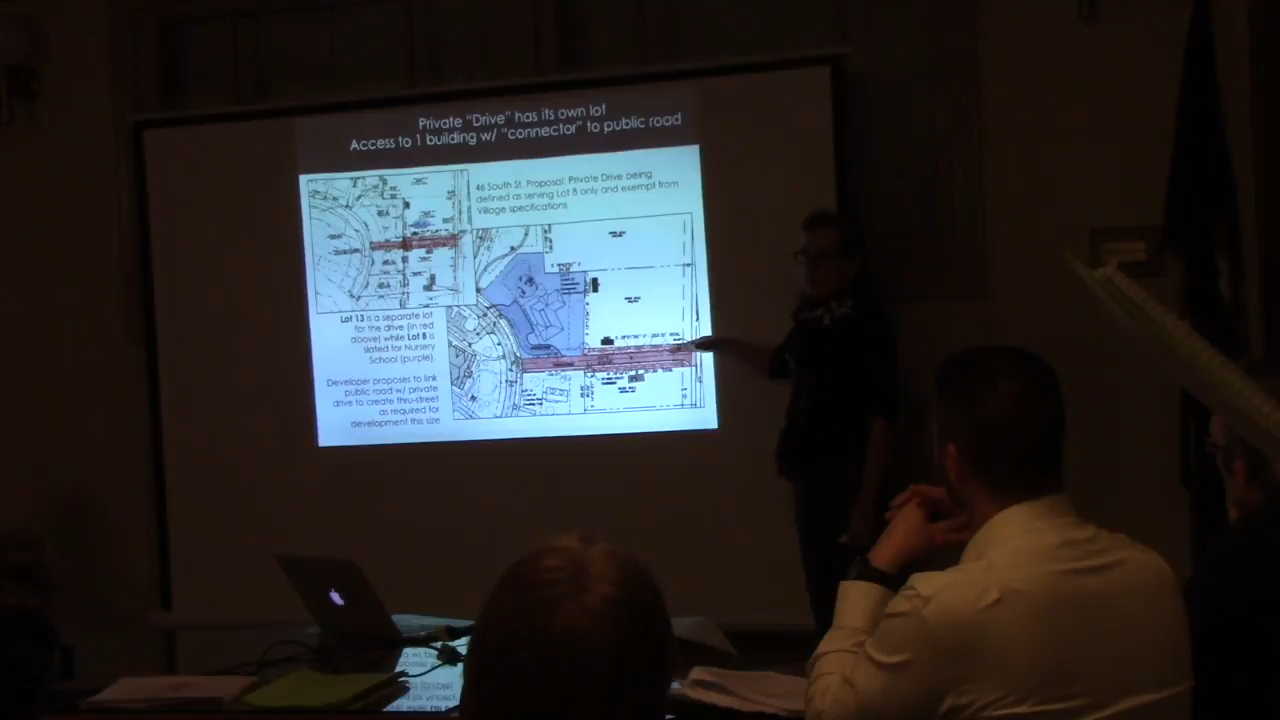 Private "Drive" has its own lot
Access to 1 building w/ "connector" to public road
46 South St. Proposal: Private Drive being
defined as serving Lot 8 only and exempt from
Village specifications
Lot 13 is a separate lot
for the drive (in red
above) while Lot 8 is
slated for Nursery
School (purple).
Developer proposes to link
public road w/ private
drive to create thru-street
as required for
development this size